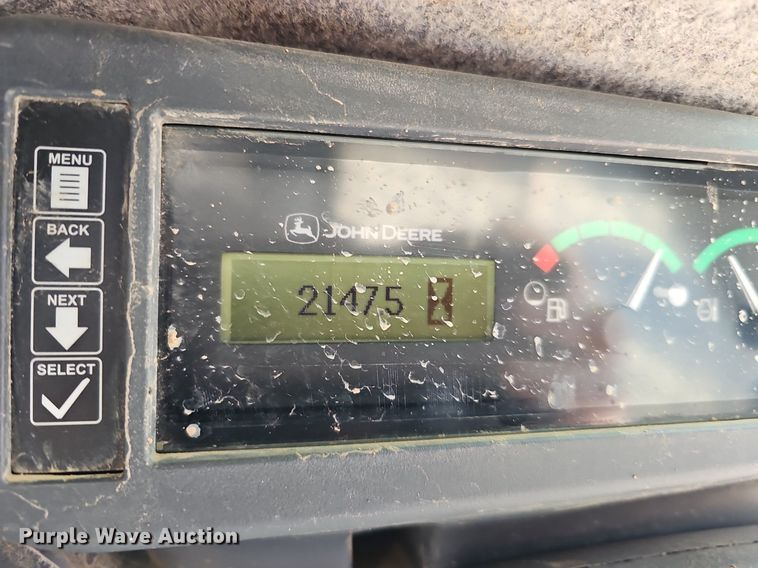 MENU
BACK
NEXT
SELECT
JOHN DEERE
21475
Purple Wave Auction®